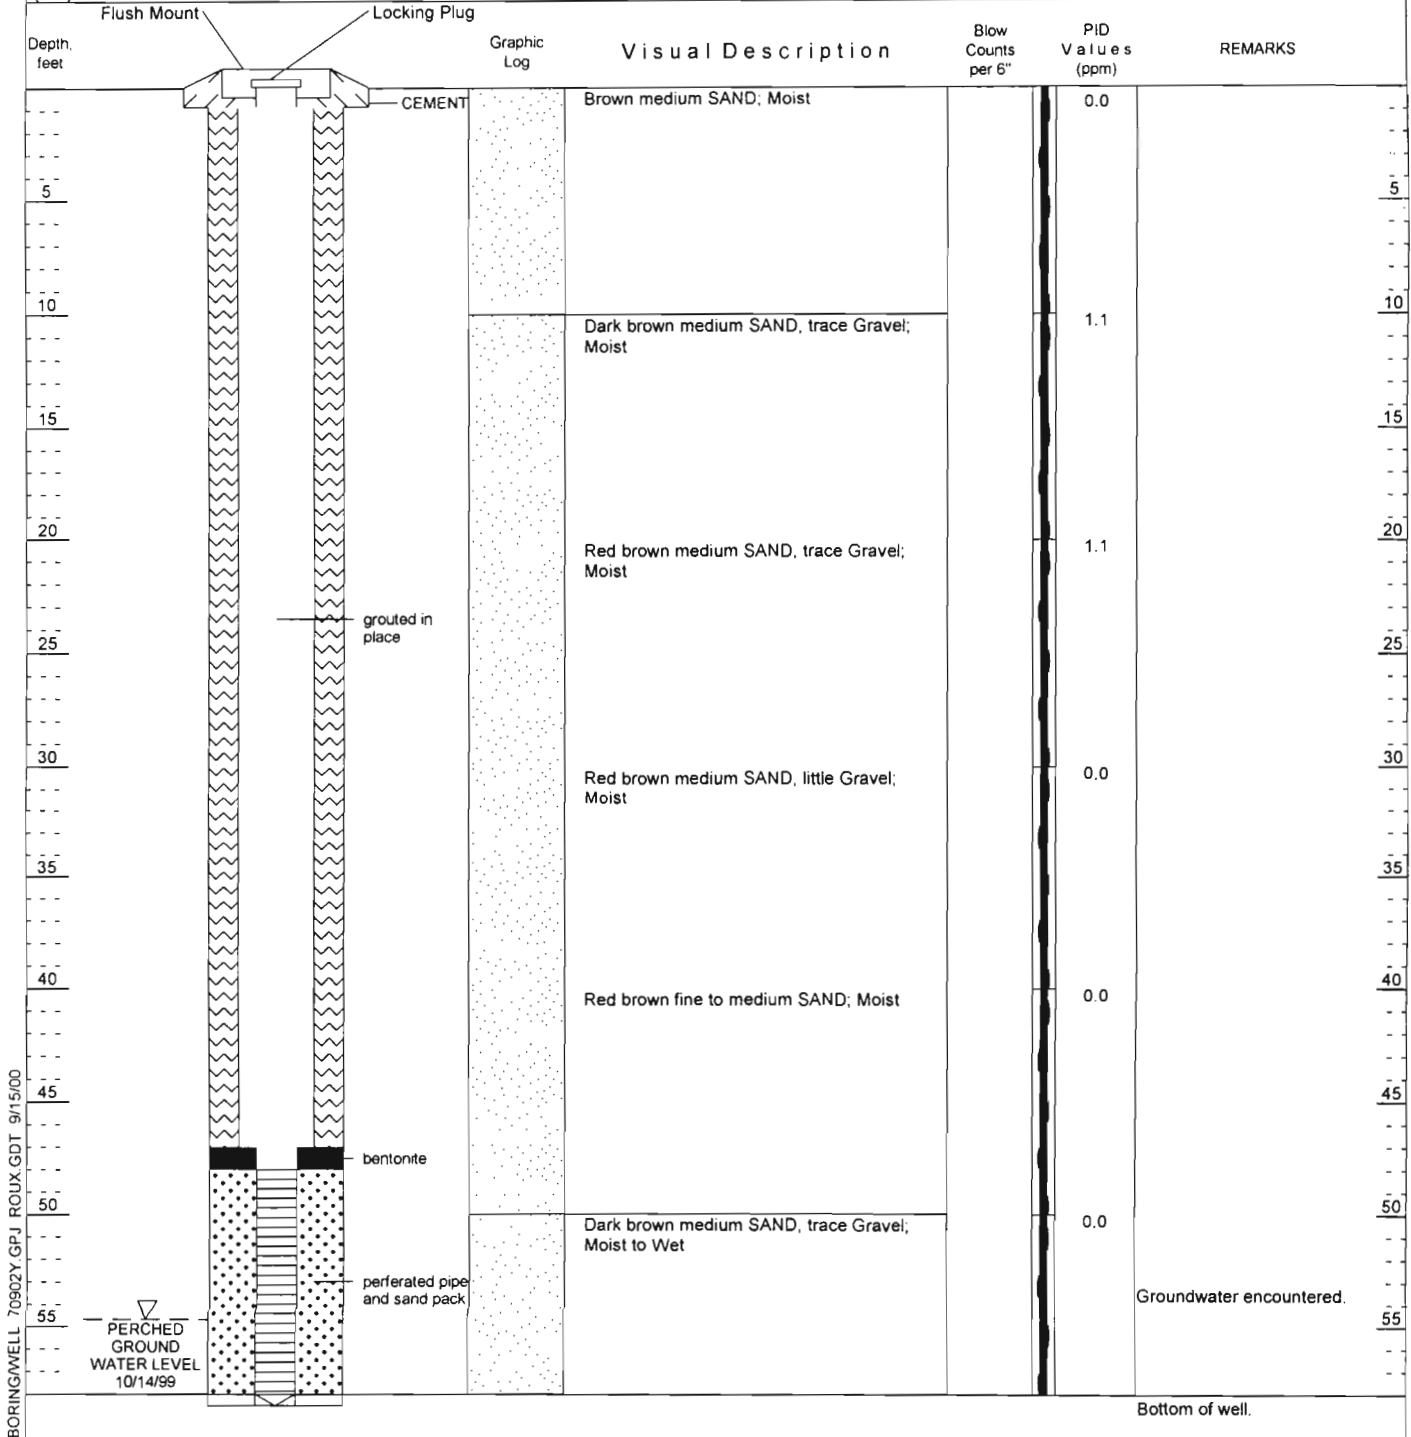 Flush Mount
Locking Plug
Depth,
feet
Graphic
Log
Visual Description
Blow
Counts
per 6"
PID
Values
(ppm)
REMARKS
CEMENT
Brown medium SAND; Moist
0.0
5
5
10
10
Dark brown medium SAND, trace Gravel;
Moist
1.1
15
15
20
20
Red brown medium SAND, trace Gravel;
Moist
1.1
grouted in
place
25
25
30
30
Red brown medium SAND, little Gravel;
Moist
0.0
35
35
40
40
Red brown fine to medium SAND; Moist
0.0
45
45
bentonite
50
50
Dark brown medium SAND, trace Gravel;
Moist to Wet
0.0
perferated pipe
and sand pack
Groundwater encountered.
55
55
PERCHED
GROUND
WATER LEVEL
10/14/99
Bottom of well.
BORING/WELL 70902Y.GPJ ROUX.GDT 9/15/00